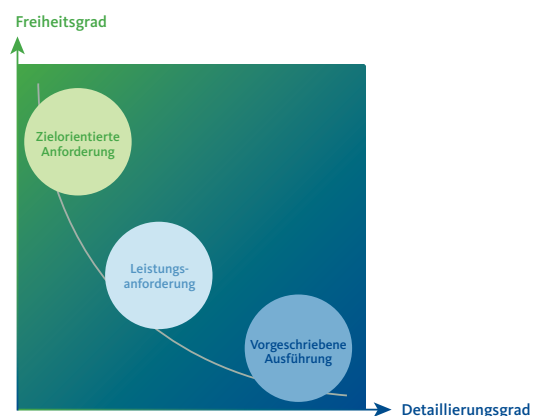 Freiheitsgrad
Zielorientierte
Anforderung
Leistungs-
anforderung
Vorgeschriebene
Ausführung
Detaillierungsgrad